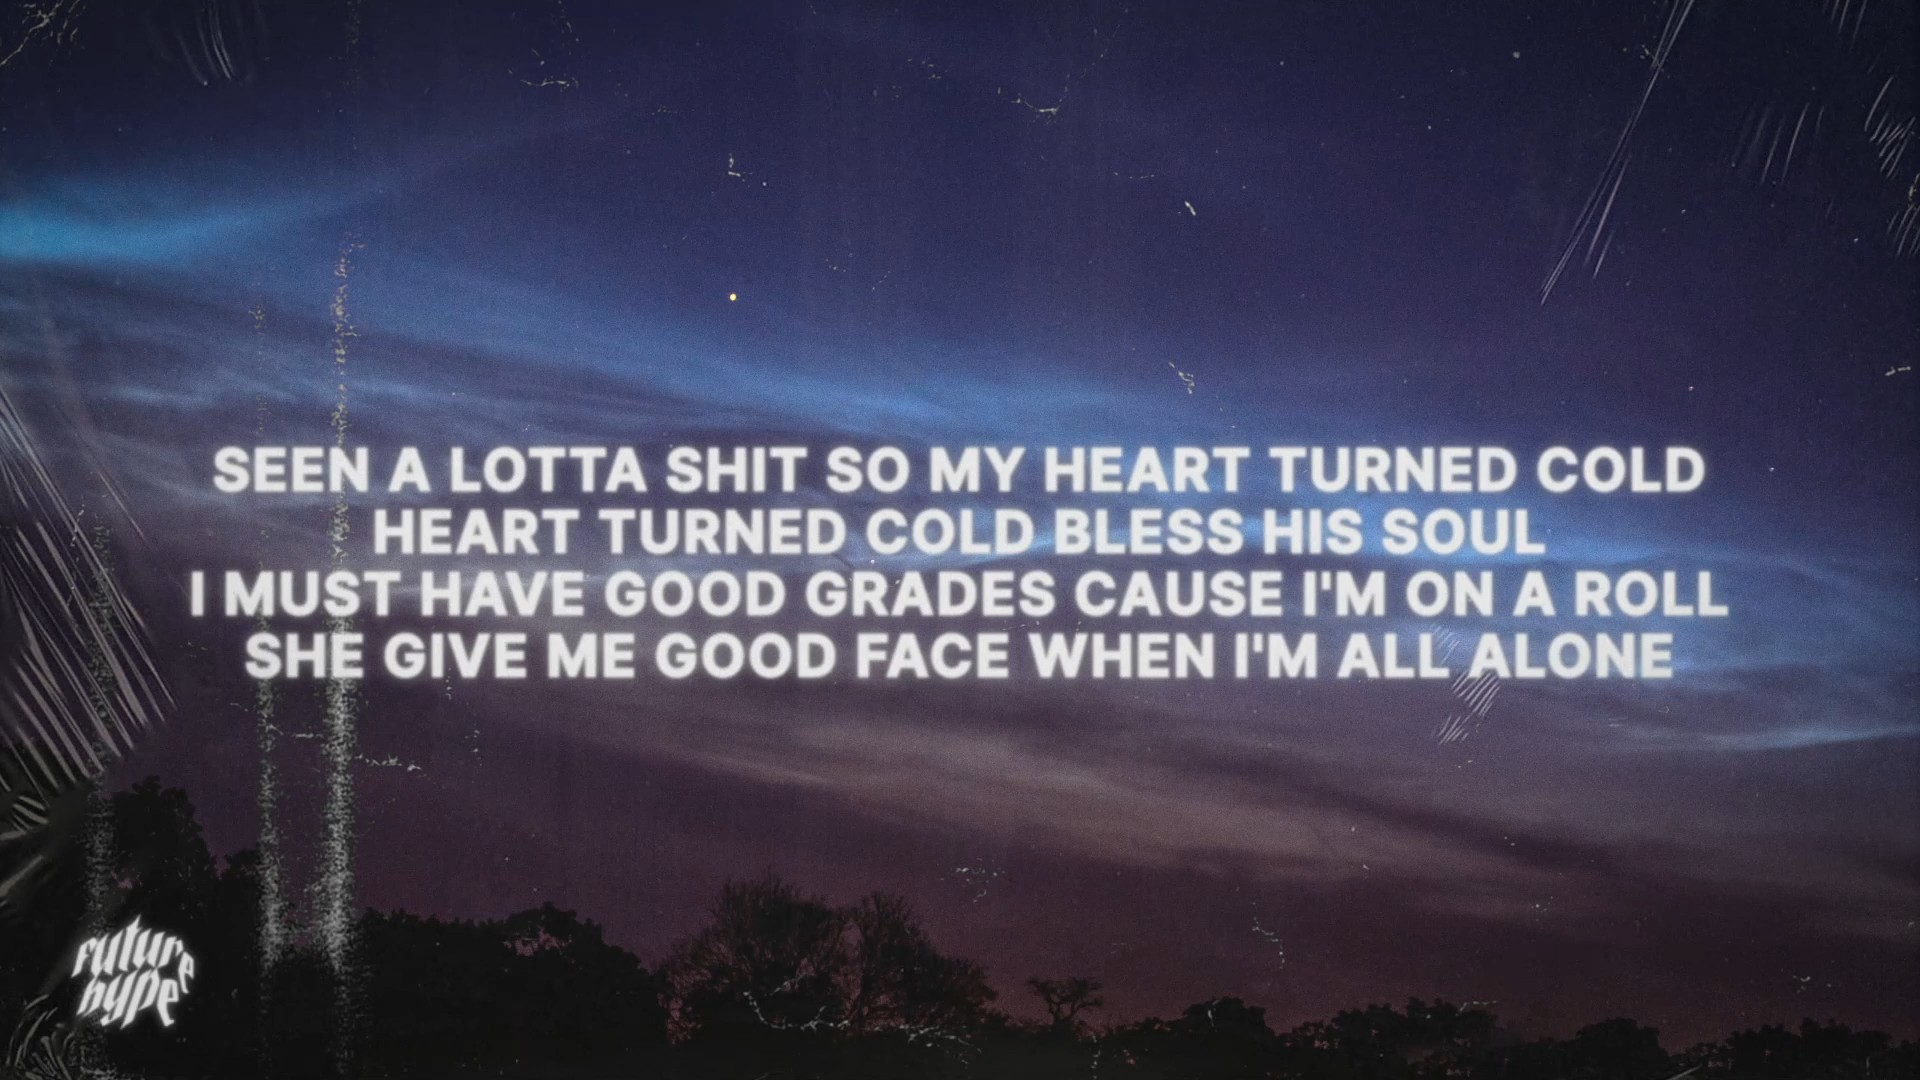 SEEN A LOTTA SHIT SO MY HEART TURNED COLD
HEART TURNED COLD BLESS HIS SOUL
I MUST HAVE GOOD GRADES CAUSE I'M ON A ROLL
SHE GIVE ME GOOD FACE WHEN I'M ALL ALONE
future
hype